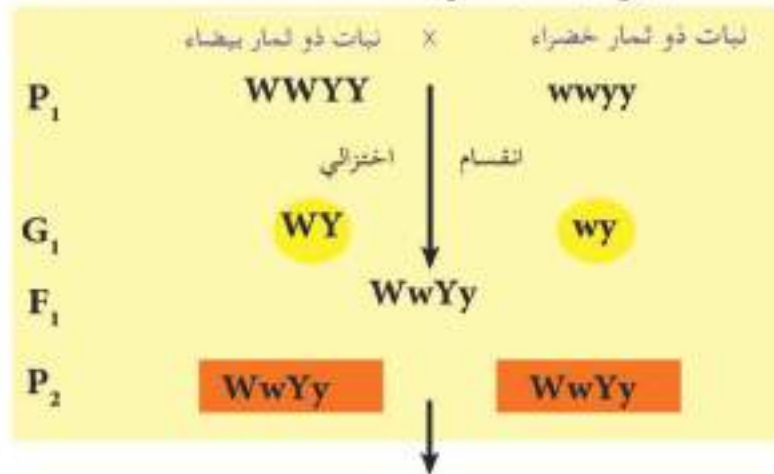 نبات ذو ثمار خضراء × نبات ذو ثمار بيضاء
P₁ WWYY wwyy
انقسام اختزالي
G₁ WY wy
F₁ WwYy
P₂ WwYy WwYy